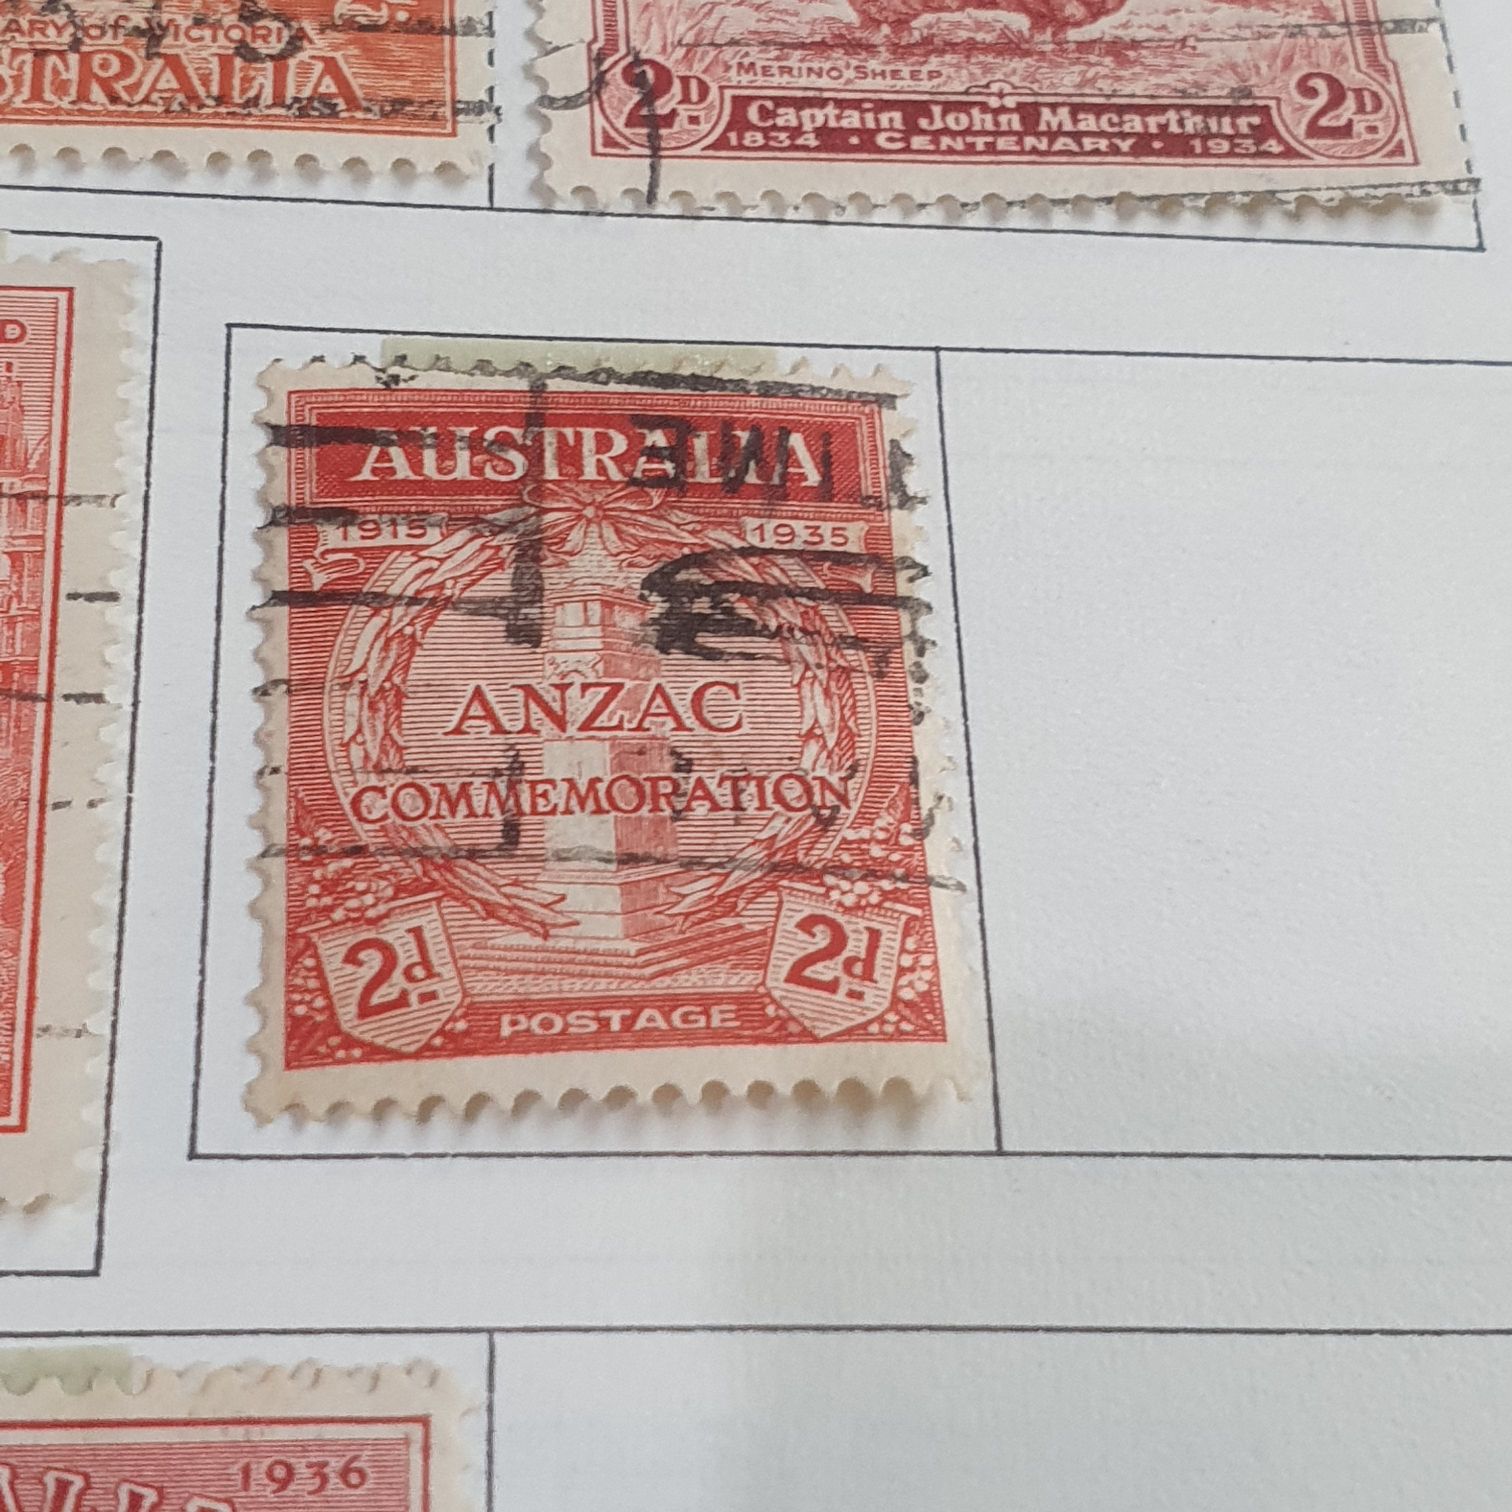 ARY of VICTORIA
STRALIA
MERINO SHEEP
2D. Captain John Macarthur 2D.
1834 · CENTENARY · 1934
D
AUSTRALIA
1915 1935
ANZAC
COMMEMORATION
2d. 2d.
POSTAGE
1936
ALIA